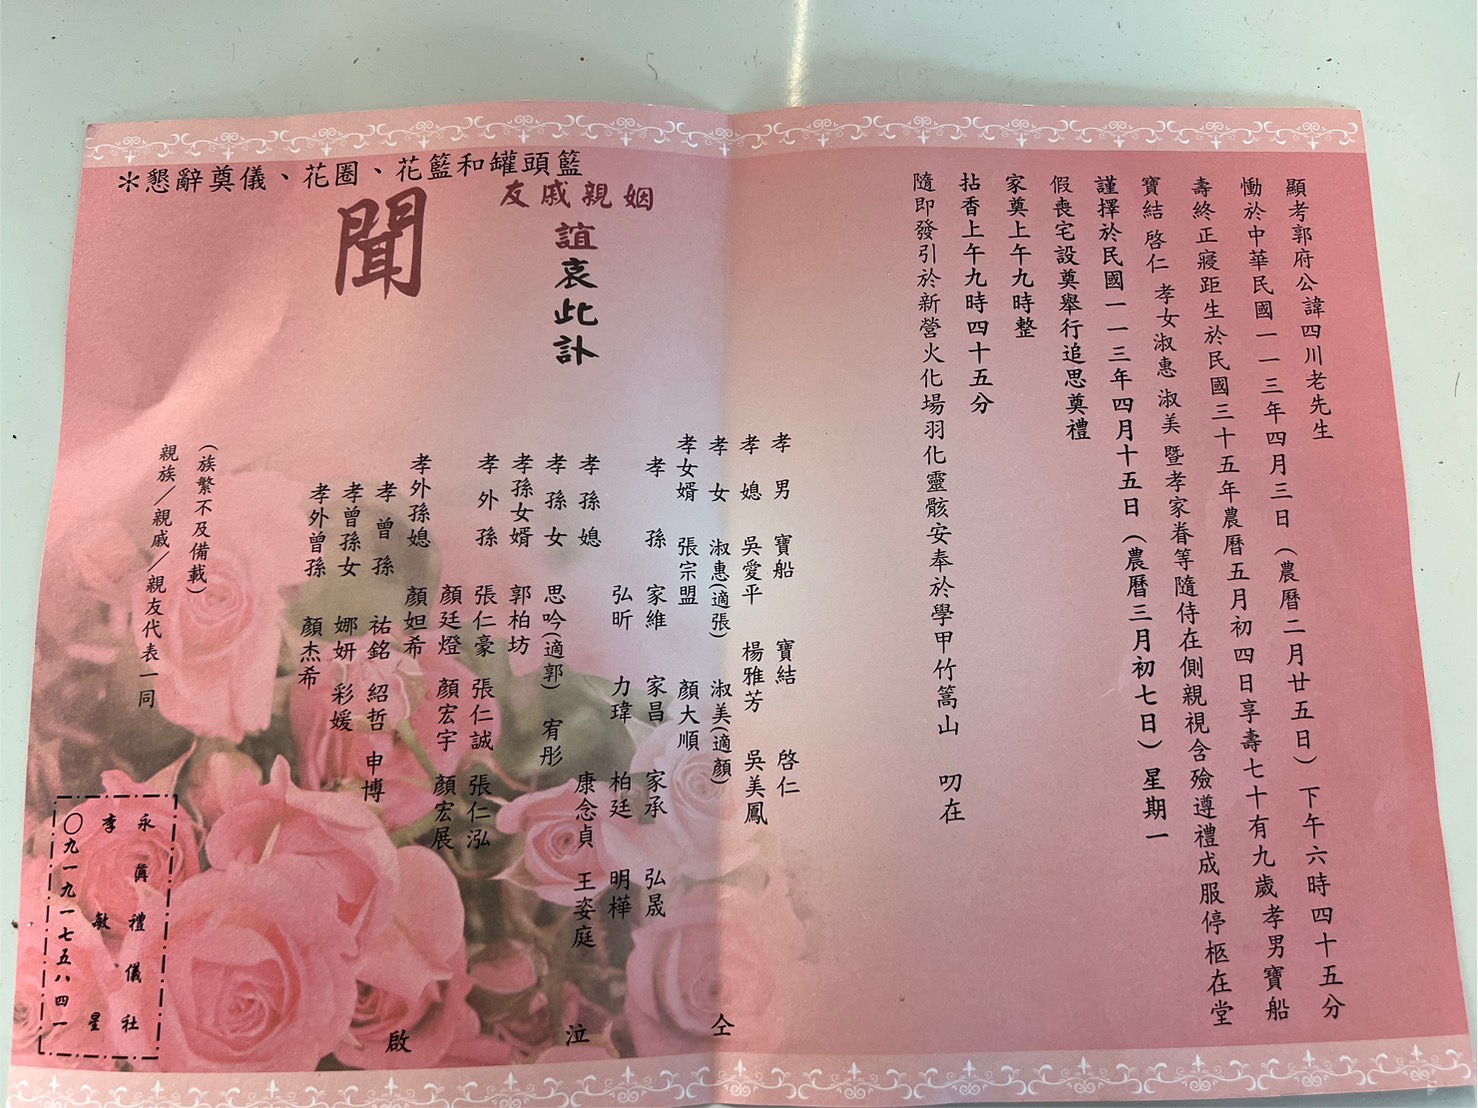 顯考郭府公諱四川老先生
慟於中華民國一一三年四月三日(農曆二月廿五日)下午六時四十五分
壽終正寢距生於民國三十五年農曆五月初四日享壽七十有九歲孝男寶船
寶結 啓仁 孝女淑惠 淑美 暨孝家眷等隨侍在側親視含殮遵禮成服停柩在堂
謹擇於民國一一三年四月十五日(農曆三月初七日)星期一
假喪宅設奠舉行追思奠禮
家奠上午九時整
拈香上午九時四十五分
隨即發引於新營火化場羽化靈骸安奉於學甲竹篙山 叨在
孝男 寶船 寶結 啓仁
孝媳 吳愛平 楊雅芳 吳美鳳
孝女 淑惠(適張) 淑美(適顏)
孝女婿 張宗盟 顏大順
孝孫 家維 家昌 家承 弘晟
弘昕 力瑋 柏廷 明樺
孝孫媳 康念貞 王姿庭
孝孫女 思吟(適郭) 宥彤
孝孫女婿 郭柏坊
孝外孫 張仁豪 張仁誠 張仁泓
顏廷燈 顏宏宇 顏宏展
孝外孫媳 顏妲希
孝曾孫 祐銘 紹哲 申博
孝曾孫女 娜妍 彩媛
孝外曾孫 顏杰希
仝
泣
啟
(族繁不及備載)
親族/親戚/親友代表一同
友戚親姻
誼哀此訃
聞
＊懇辭奠儀、花圈、花籃和罐頭籃
永眞禮儀社
李敏星
〇九一九一七五八四一